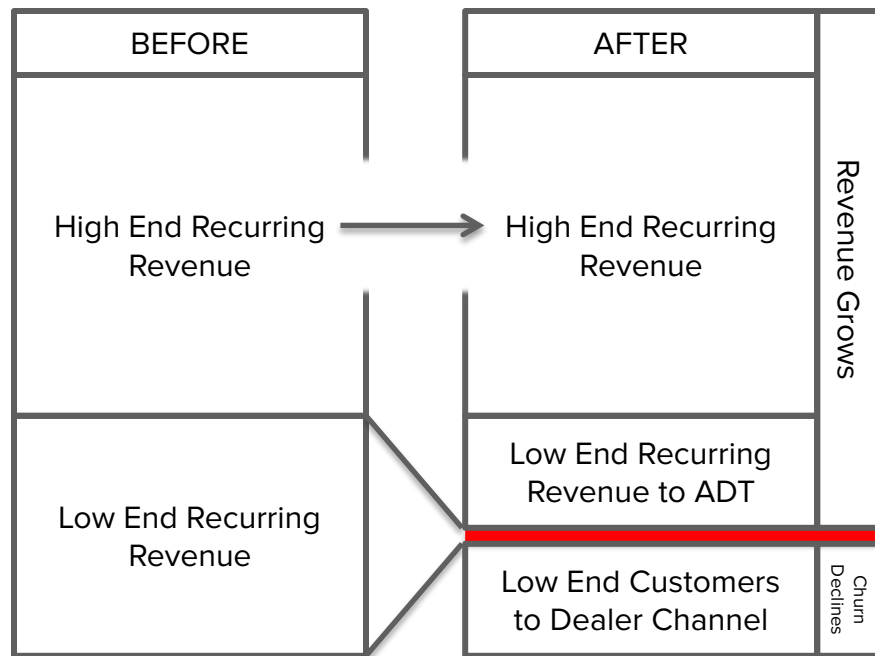 BEFORE
High End Recurring
Revenue
Low End Recurring
Revenue
AFTER
High End Recurring
Revenue
Low End Recurring
Revenue to ADT
Low End Customers
to Dealer Channel
Revenue Grows
Churn
Declines